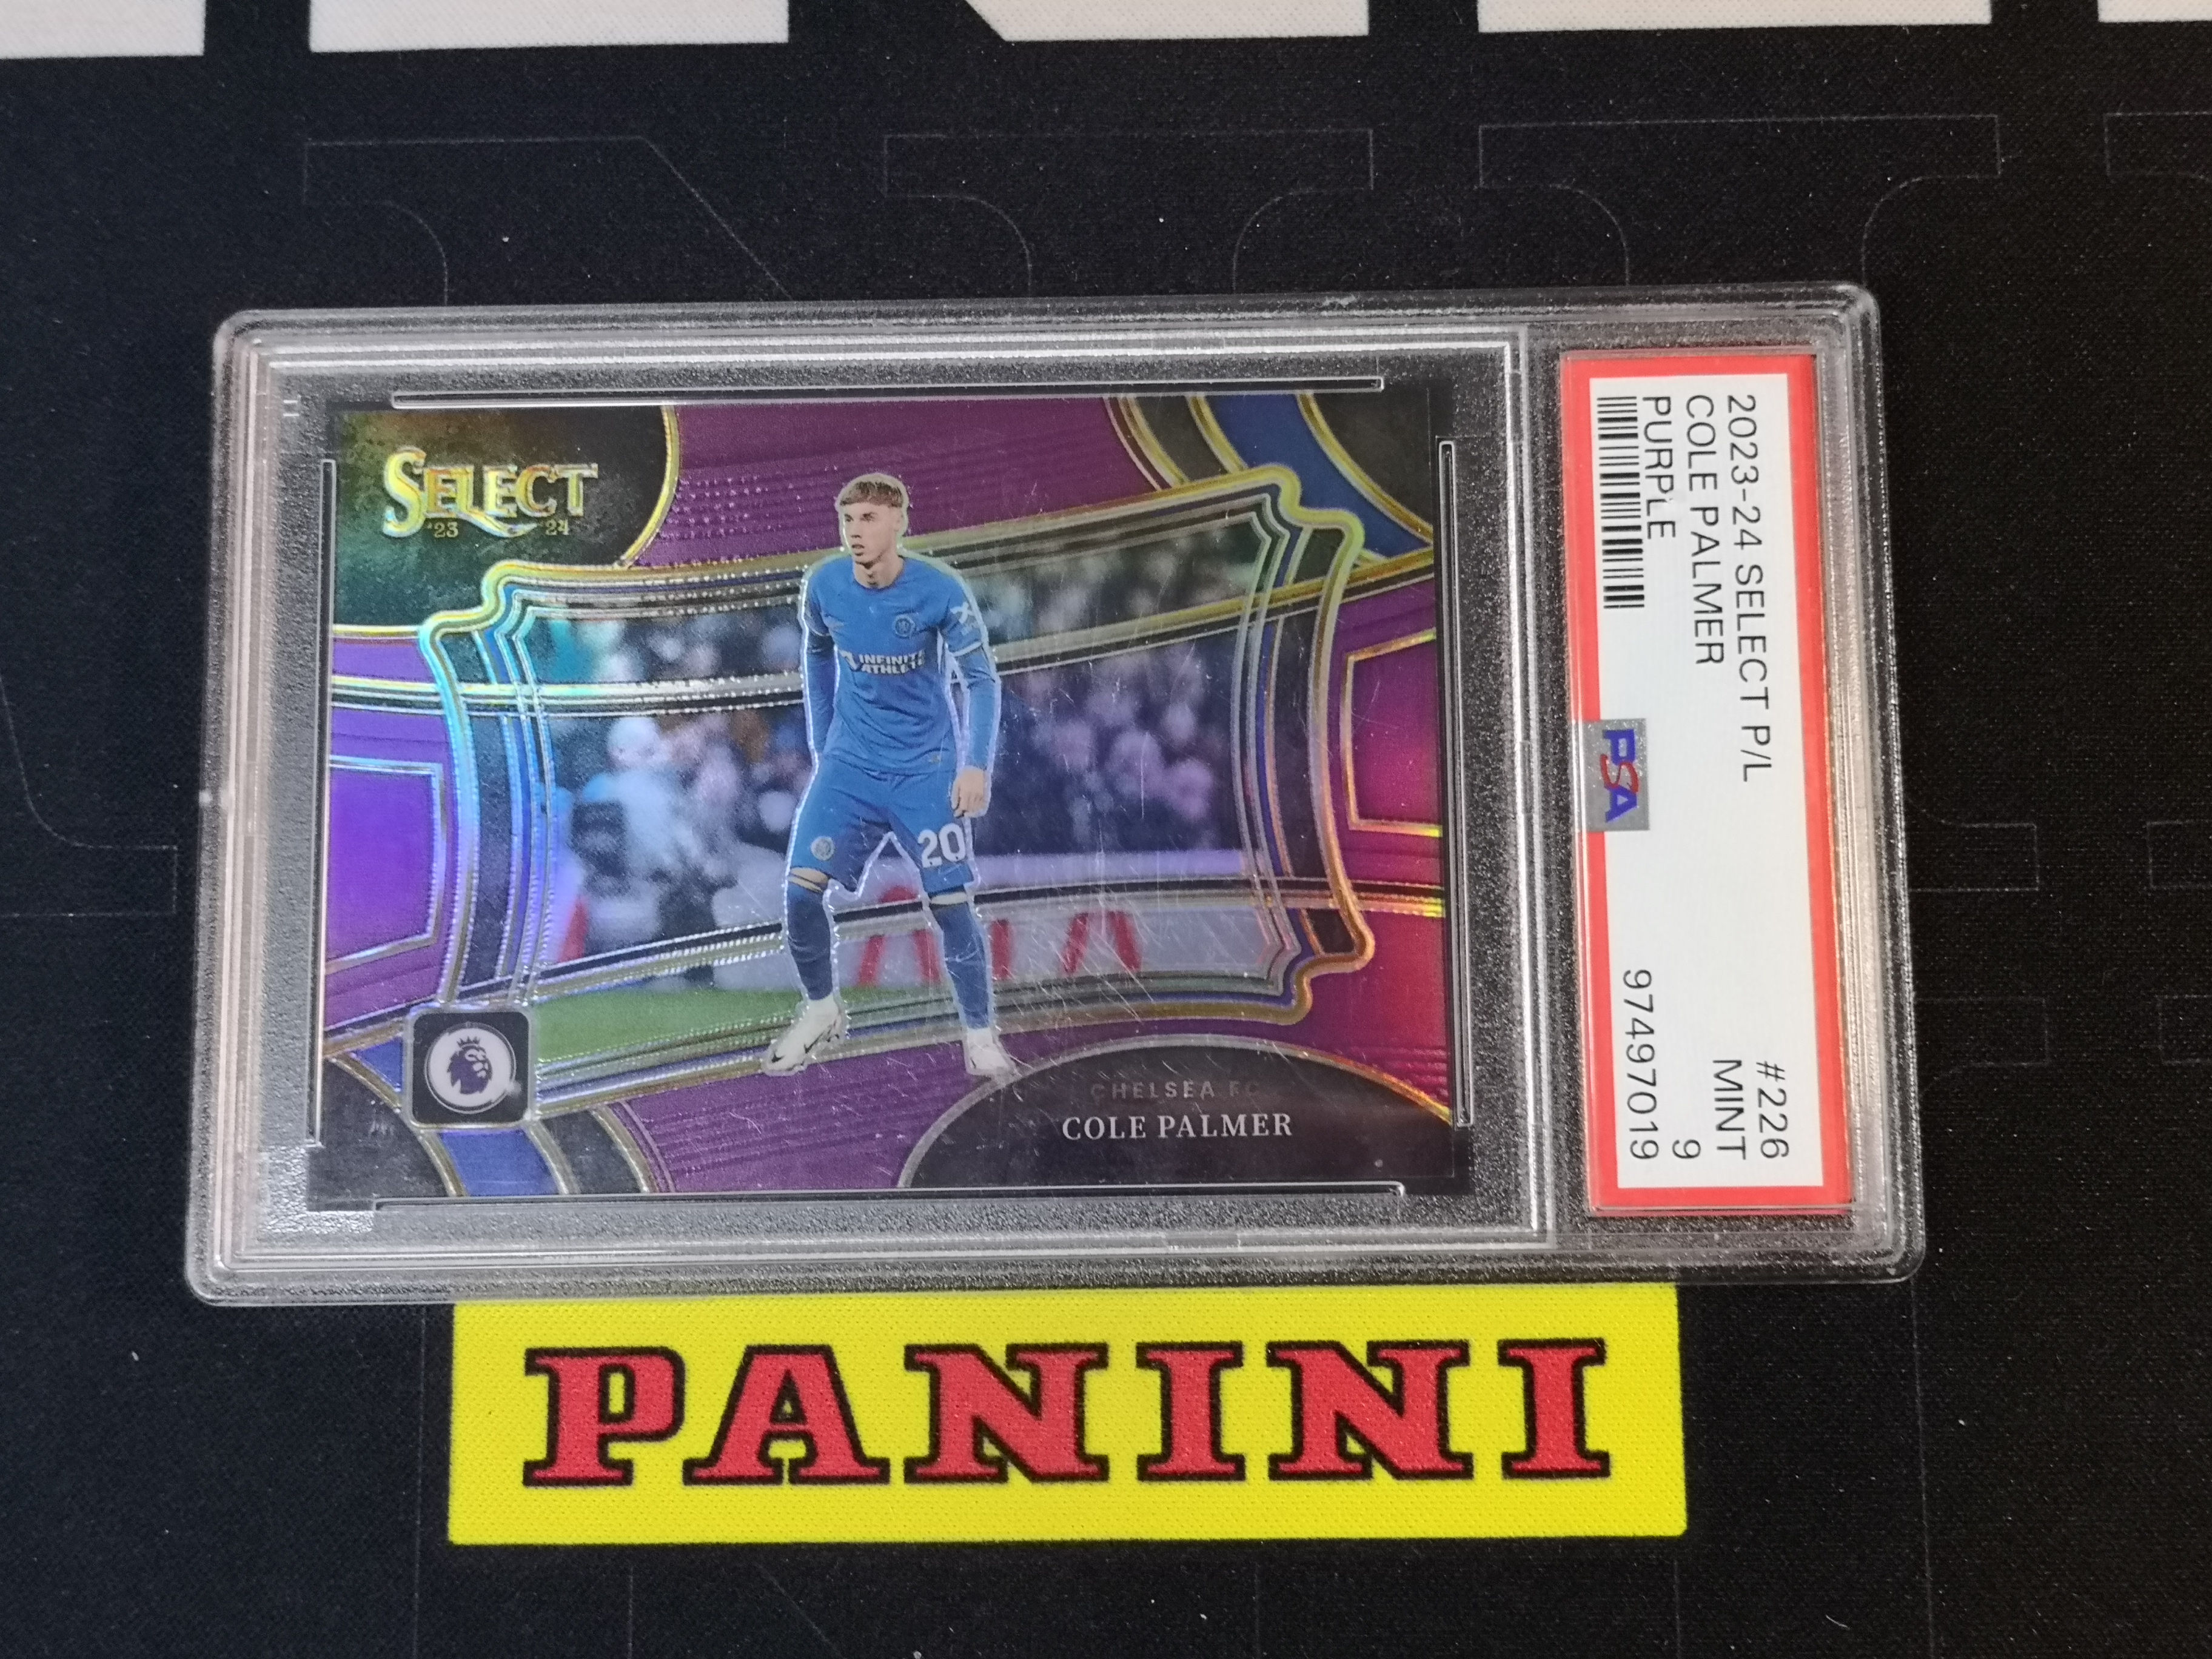 SELECT
'23 24
INFINITE
ATHLETE
20
CHELSEA FC
COLE PALMER
2023-24 SELECT P/L
#226
COLE PALMER
MINT
PURPLE
9
PSA
97497019
PANINI